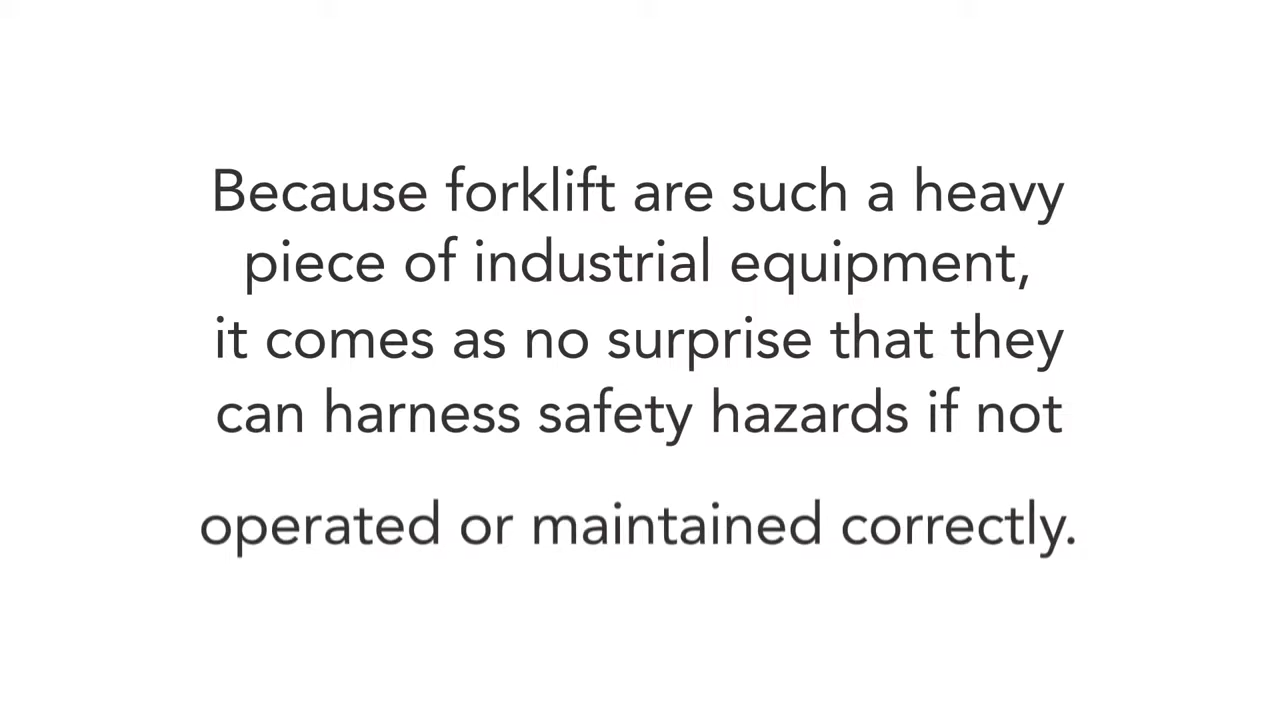 Because forklift are such a heavy
piece of industrial equipment,
it comes as no surprise that they
can harness safety hazards if not
operated or maintained correctly.